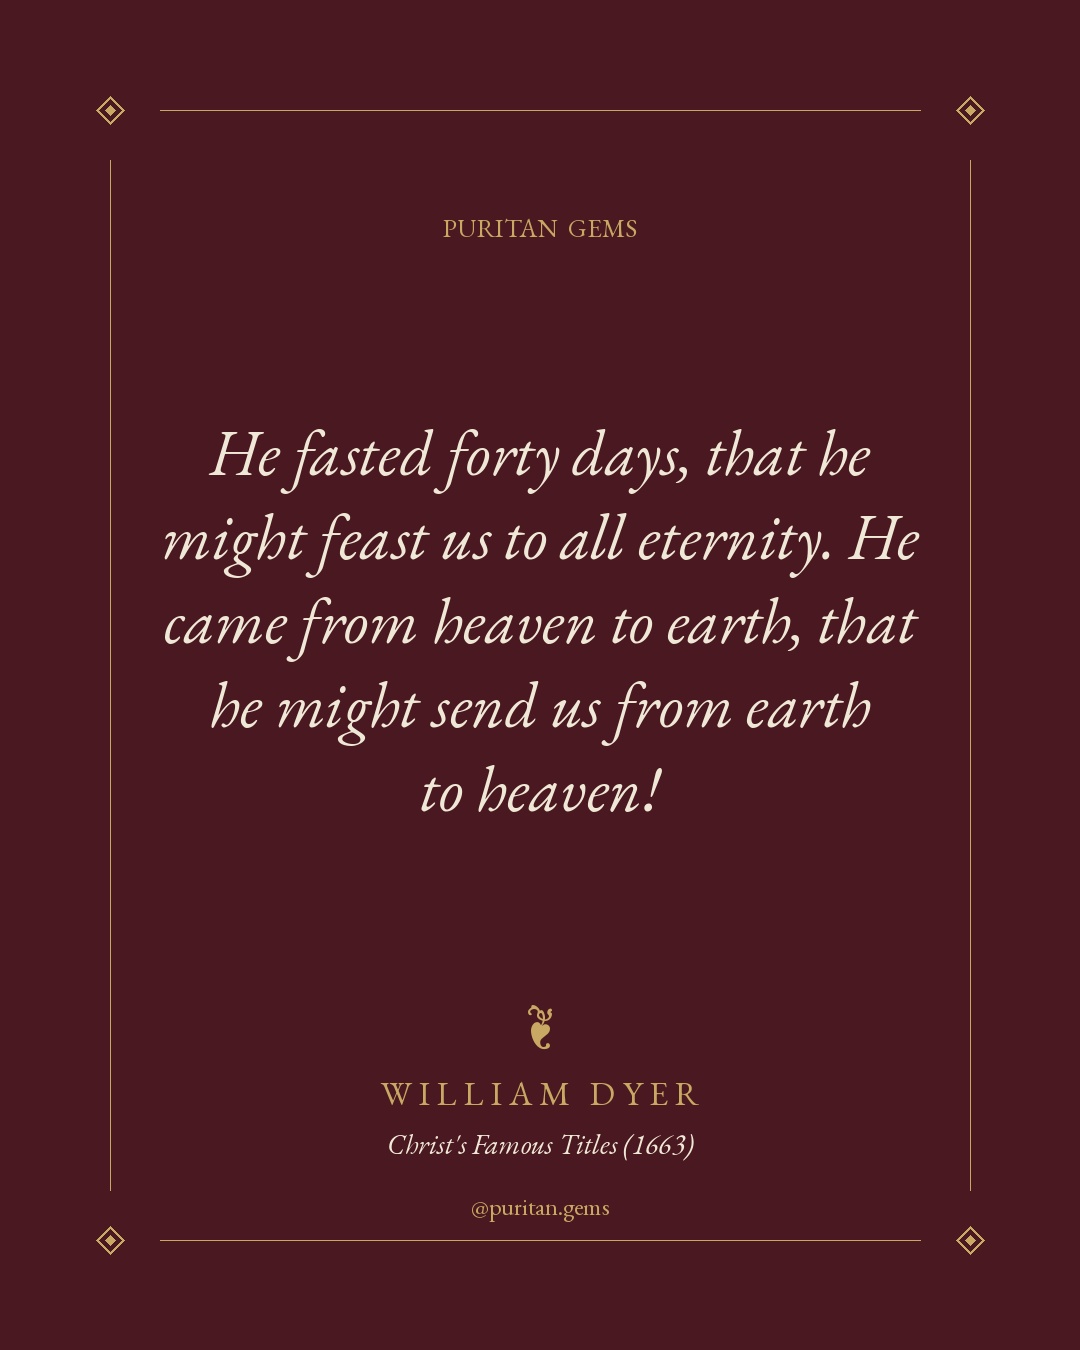 PURITAN GEMS
He fasted forty days, that he
might feast us to all eternity. He
came from heaven to earth, that
he might send us from earth
to heaven!
WILLIAM DYER
Christ's Famous Titles (1663)
@puritan.gems